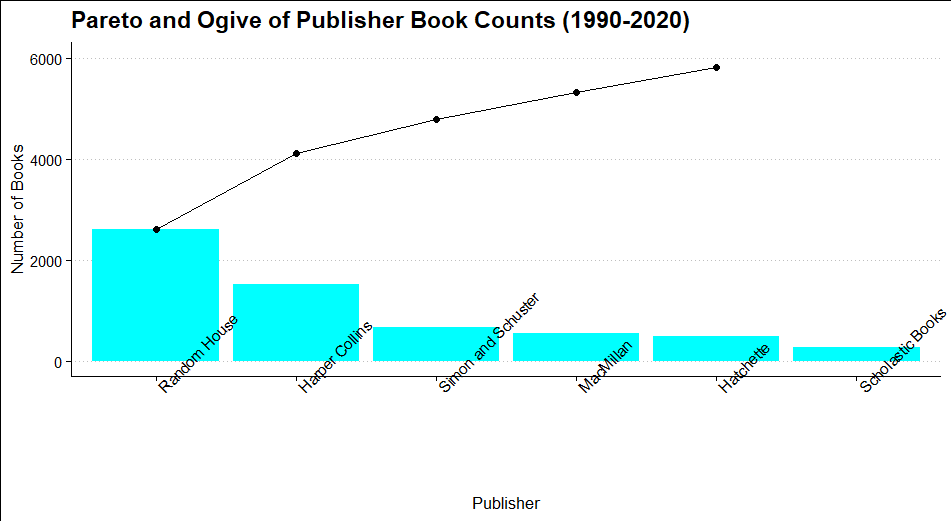 Pareto and Ogive of Publisher Book Counts (1990-2020)
6000
4000
2000
0
Number of Books
Random House
Harper Collins
Simon and Schuster
MacMillan
Hatchette
Scholastic Books
Publisher